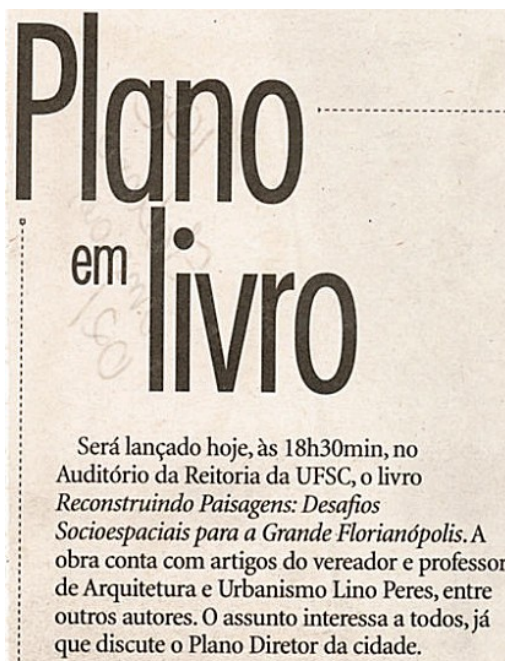 Plano
em livro
Será lançado hoje, às 18h30min, no
Auditório da Reitoria da UFSC, o livro
Reconstruindo Paisagens: Desafios
Socioespaciais para a Grande Florianópolis. A
obra conta com artigos do vereador e professor
de Arquitetura e Urbanismo Lino Peres, entre
outros autores. O assunto interessa a todos, já
que discute o Plano Diretor da cidade.